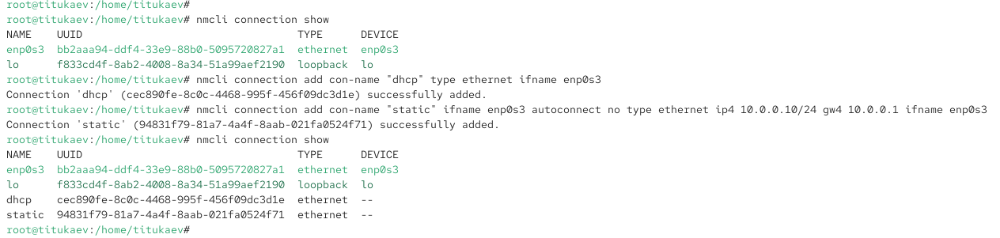 root@titukaev:/home/titukaev#
root@titukaev:/home/titukaev# nmcli connection show
NAME    UUID                                  TYPE      DEVICE
enp0s3  bb2aaa94-ddf4-33e9-88b0-5095720827a1  ethernet  enp0s3
lo      f833cd4f-8ab2-4008-8a34-51a99aef2190  loopback  lo
root@titukaev:/home/titukaev# nmcli connection add con-name "dhcp" type ethernet ifname enp0s3
Connection 'dhcp' (cec890fe-8c0c-4468-995f-456f09dc3d1e) successfully added.
root@titukaev:/home/titukaev# nmcli connection add con-name "static" ifname enp0s3 autoconnect no type ethernet ip4 10.0.0.10/24 gw4 10.0.0.1 ifname enp0s3
Connection 'static' (94831f79-81a7-4a4f-8aab-021fa0524f71) successfully added.
root@titukaev:/home/titukaev# nmcli connection show
NAME    UUID                                  TYPE      DEVICE
enp0s3  bb2aaa94-ddf4-33e9-88b0-5095720827a1  ethernet  enp0s3
lo      f833cd4f-8ab2-4008-8a34-51a99aef2190  loopback  lo
dhcp    cec890fe-8c0c-4468-995f-456f09dc3d1e  ethernet  --
static  94831f79-81a7-4a4f-8aab-021fa0524f71  ethernet  --
root@titukaev:/home/titukaev#